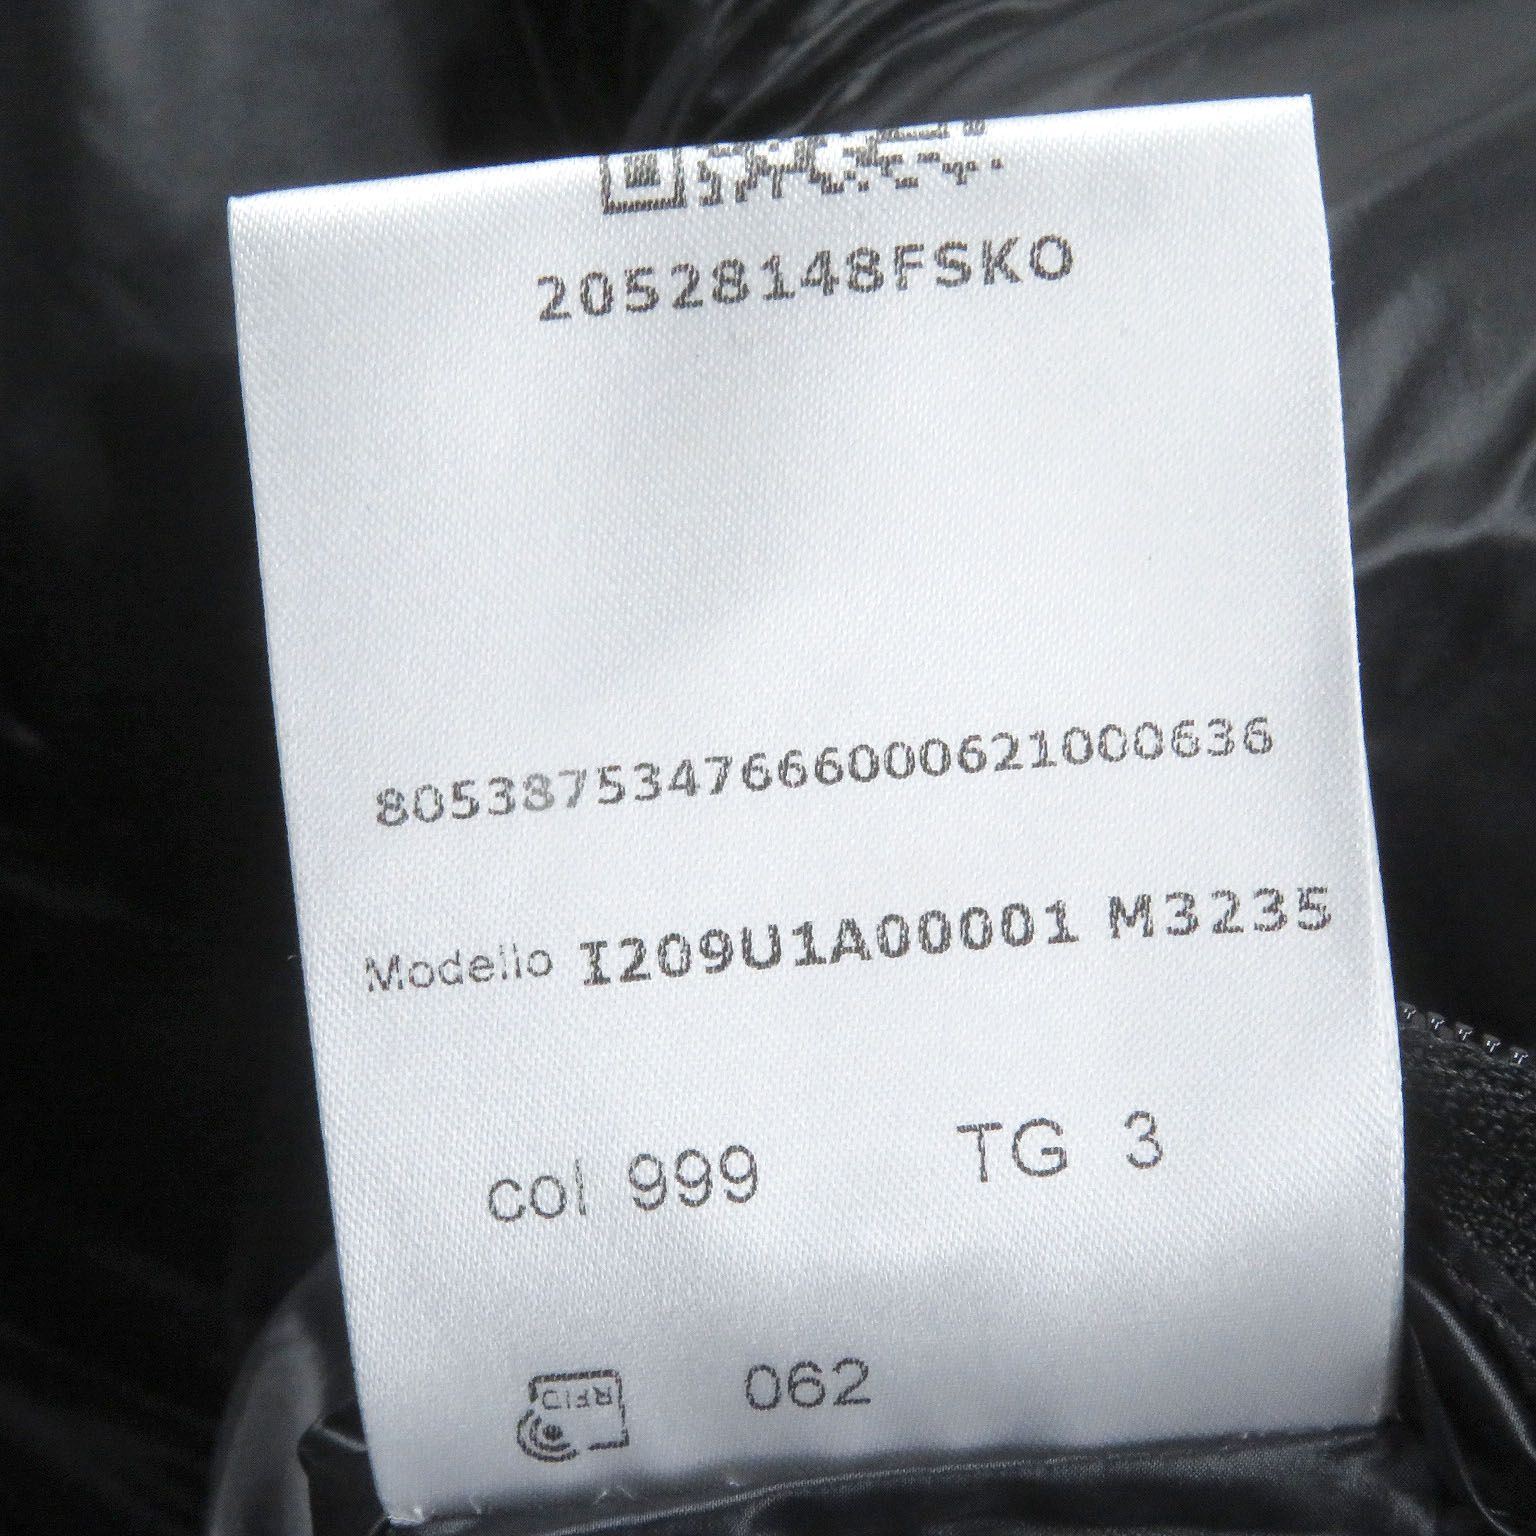 20528148FSKO
8053875347666000621000636
Modello I209U1A00001 M3235
col 999 TG 3
RFID 062